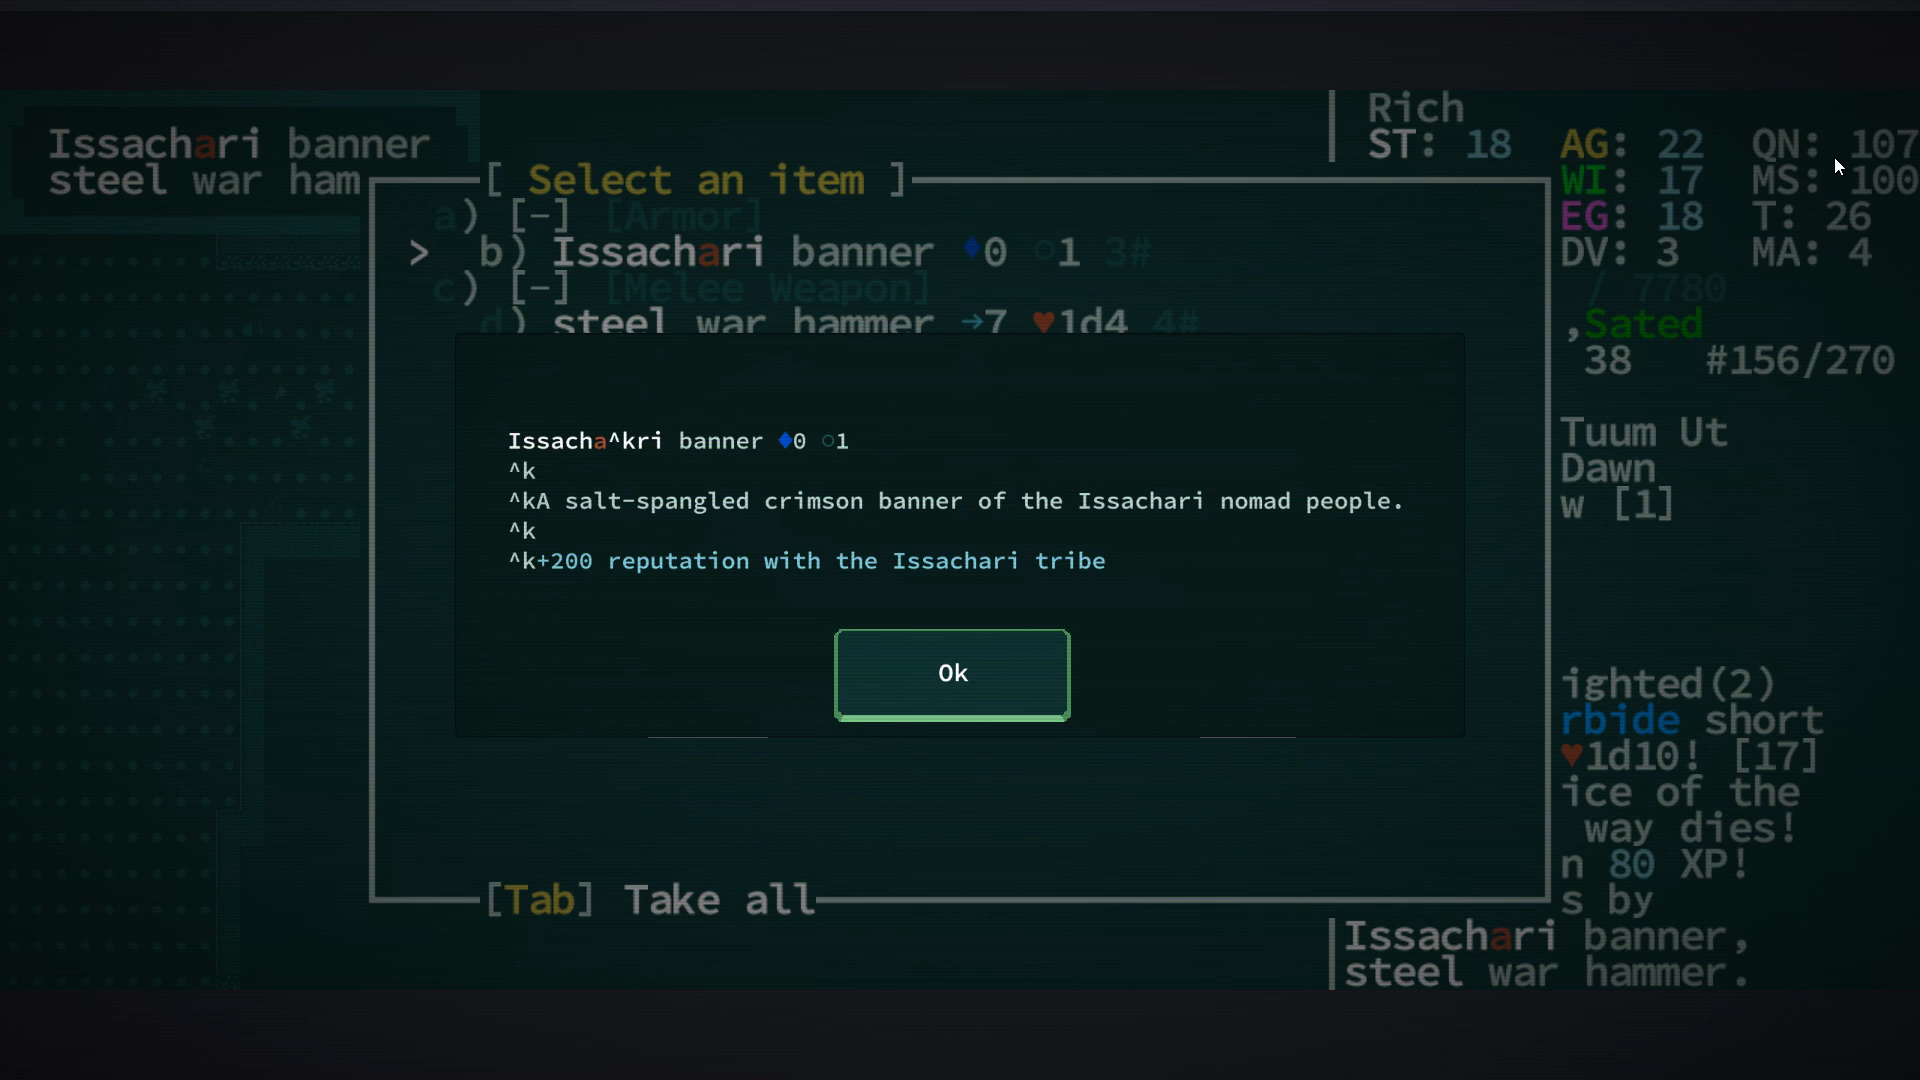 Rich
Issachari banner
steel war ham
ST: 18 AG: 22 QN: 107
WI: 17 MS: 100
EG: 18 T: 26
DV: 3 MA: 4
/ 7780
,Sated
38 #156/270
[ Select an item ]
a) [-] [Armor]
> b) Issachari banner ♦0 ○1 3#
c) [-] [Melee Weapon]
d) steel war hammer →7 ♥1d4 4#
Issacha^kri banner ♦0 ○1
^k
^kA salt-spangled crimson banner of the Issachari nomad people.
^k
^k+200 reputation with the Issachari tribe
Ok
[Tab] Take all
Tuum Ut
Dawn
w [1]
ighted(2)
rbide short
♥1d10! [17]
ice of the
way dies!
n 80 XP!
s by
Issachari banner,
steel war hammer.